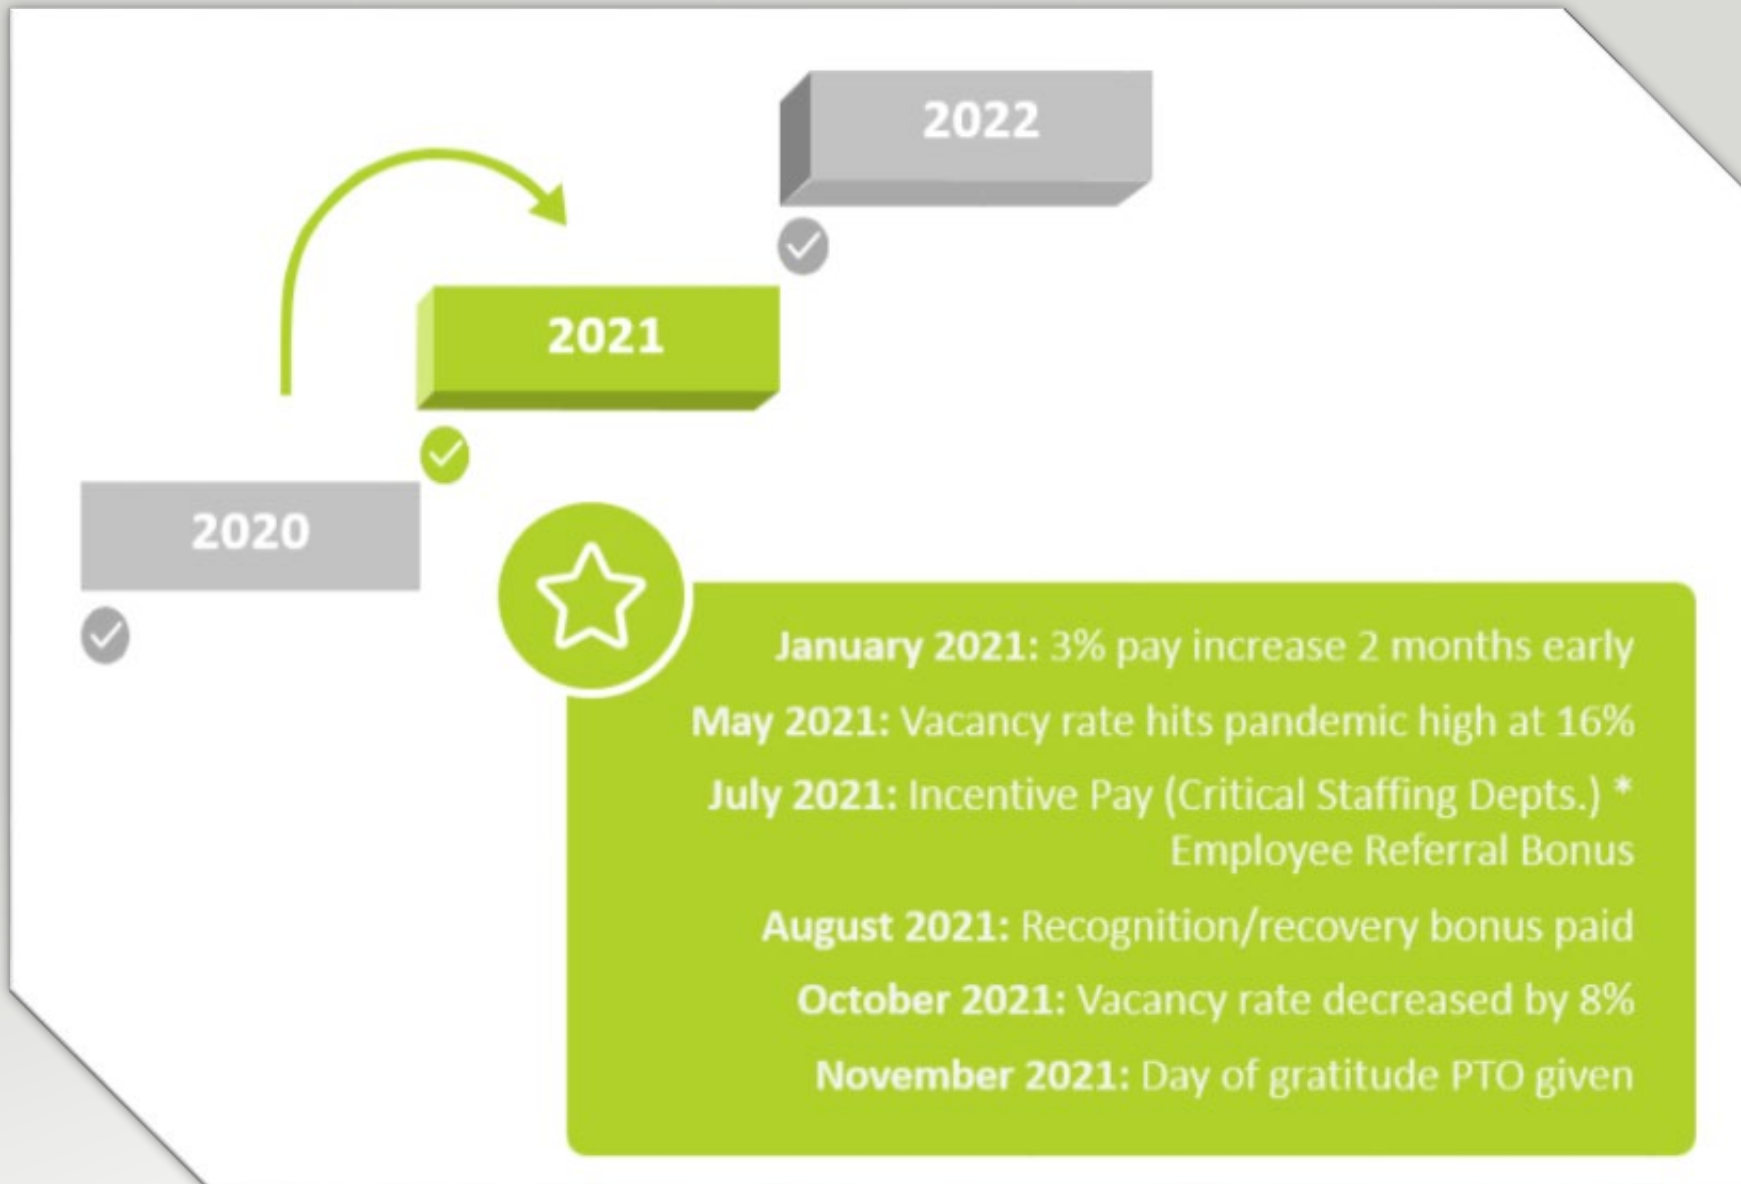 2022
2021
2020
January 2021: 3% pay increase 2 months early
May 2021: Vacancy rate hits pandemic high at 16%
July 2021: Incentive Pay (Critical Staffing Depts.) *
Employee Referral Bonus
August 2021: Recognition/recovery bonus paid
October 2021: Vacancy rate decreased by 8%
November 2021: Day of gratitude PTO given